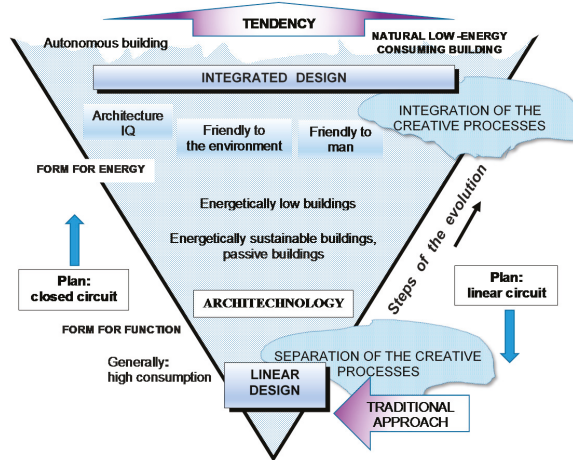 TENDENCY
Autonomous building
NATURAL LOW-ENERGY
CONSUMING BUILDING
INTEGRATED DESIGN
INTEGRATION OF THE
CREATIVE PROCESSES
Architecture
IQ
Friendly to
the environment
Friendly to
man
FORM FOR ENERGY
Energetically low buildings
Steps of the evolution
Energetically sustainable buildings,
passive buildings
Plan:
closed circuit
Plan:
linear circuit
ARCHITECHNOLOGY
FORM FOR FUNCTION
SEPARATION OF THE CREATIVE
PROCESSES
Generally:
high consumption
LINEAR
DESIGN
TRADITIONAL
APPROACH